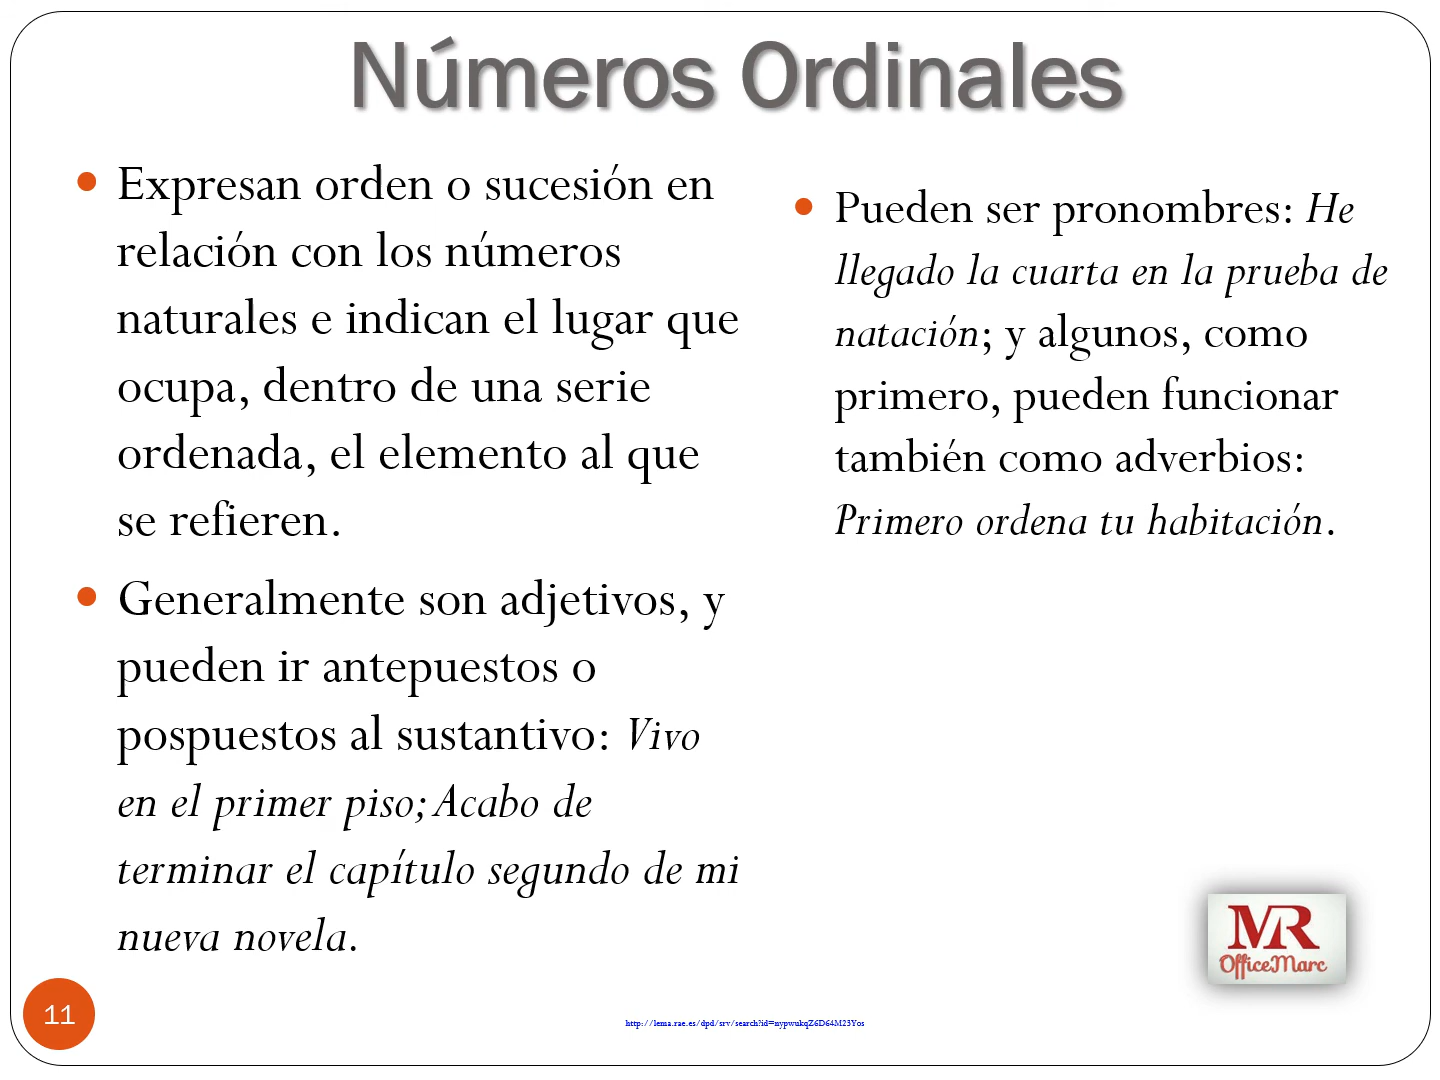 Números Ordinales
Expresan orden o sucesión en
relación con los números
naturales e indican el lugar que
ocupa, dentro de una serie
ordenada, el elemento al que
se refieren.
Generalmente son adjetivos, y
pueden ir antepuestos o
pospuestos al sustantivo: Vivo
en el primer piso; Acabo de
terminar el capítulo segundo de mi
nueva novela.
Pueden ser pronombres: He
llegado la cuarta en la prueba de
natación; y algunos, como
primero, pueden funcionar
también como adverbios:
Primero ordena tu habitación.
MR
OfficeMarc
11
http://lema.rae.es/dpd/srv/search?id=nypwukqZ6D64M23Yos